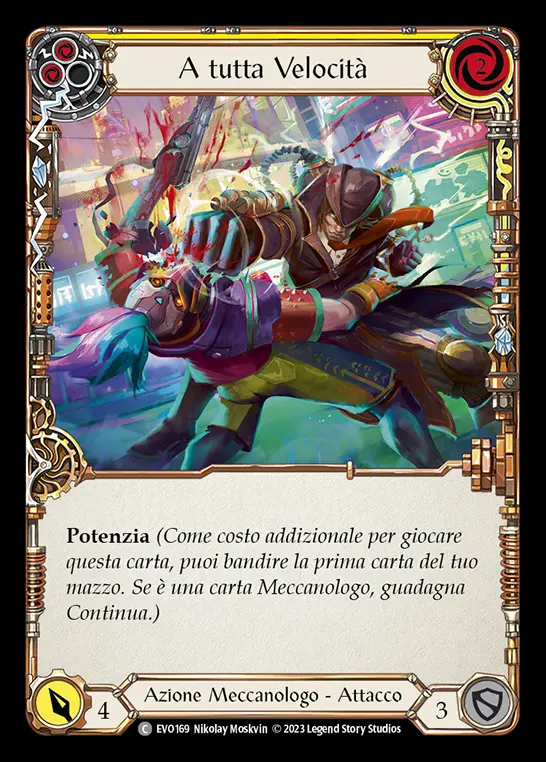 A tutta Velocità
2
Potenzia (Come costo addizionale per giocare
questa carta, puoi bandire la prima carta del tuo
mazzo. Se è una carta Meccanologo, guadagna
Continua.)
4
Azione Meccanologo - Attacco
3
C EVO169 Nikolay Moskvin © 2023 Legend Story Studios